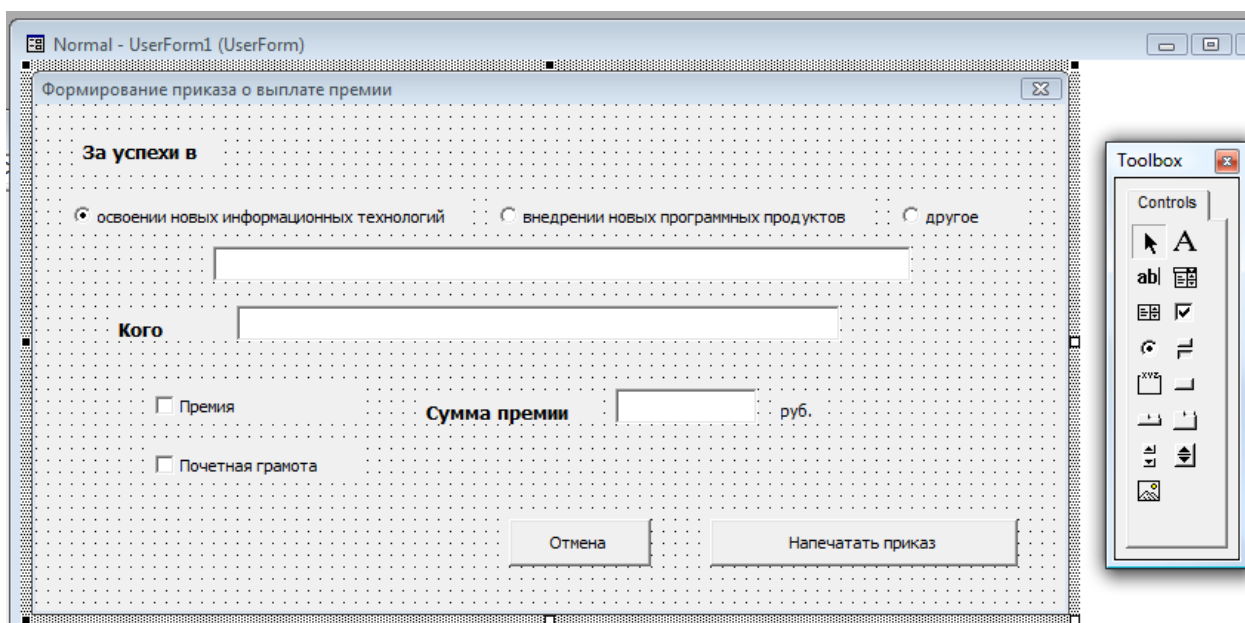 Normal - UserForm1 (UserForm)
Формирование приказа о выплате премии
Toolbox
За успехи в
Controls
освоении новых информационных технологий внедрении новых программных продуктов другое
A
ab
Кого
xyz
Премия Сумма премии руб.
Почетная грамота
Отмена Напечатать приказ